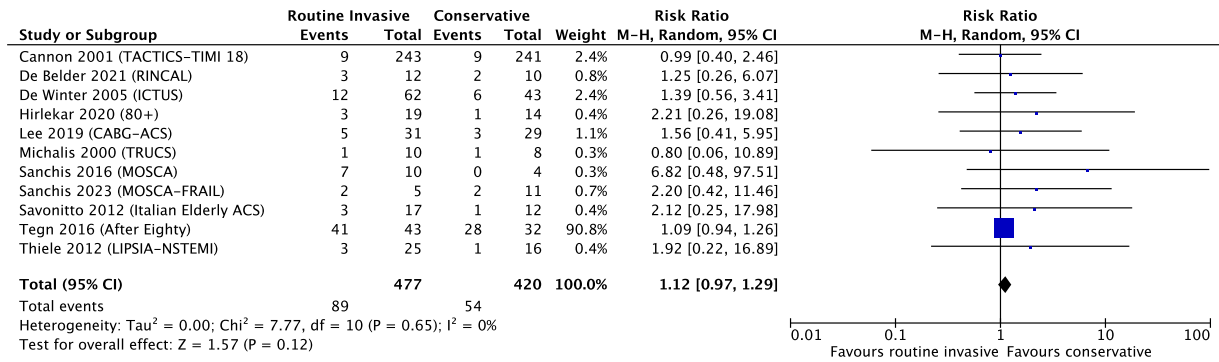 Routine Invasive Conservative Risk Ratio Risk Ratio
Study or Subgroup Events Total Events Total Weight M-H, Random, 95% CI M-H, Random, 95% CI
Cannon 2001 (TACTICS-TIMI 18) 9 243 9 241 2.4% 0.99 [0.40, 2.46]
De Belder 2021 (RINCAL) 3 12 2 10 0.8% 1.25 [0.26, 6.07]
De Winter 2005 (ICTUS) 12 62 6 43 2.4% 1.39 [0.56, 3.41]
Hirlekar 2020 (80+) 3 19 1 14 0.4% 2.21 [0.26, 19.08]
Lee 2019 (CABG-ACS) 5 31 3 29 1.1% 1.56 [0.41, 5.95]
Michalis 2000 (TRUCS) 1 10 1 8 0.3% 0.80 [0.06, 10.89]
Sanchis 2016 (MOSCA) 7 10 0 4 0.3% 6.82 [0.48, 97.51]
Sanchis 2023 (MOSCA-FRAIL) 2 5 2 11 0.7% 2.20 [0.42, 11.46]
Savonitto 2012 (Italian Elderly ACS) 3 17 1 12 0.4% 2.12 [0.25, 17.98]
Tegn 2016 (After Eighty) 41 43 28 32 90.8% 1.09 [0.94, 1.26]
Thiele 2012 (LIPSIA-NSTEMI) 3 25 1 16 0.4% 1.92 [0.22, 16.89]
Total (95% CI) 477 420 100.0% 1.12 [0.97, 1.29]
Total events 89 54
Heterogeneity: Tau² = 0.00; Chi² = 7.77, df = 10 (P = 0.65); I² = 0%
Test for overall effect: Z = 1.57 (P = 0.12)
0.01 0.1 1 10 100
Favours routine invasive Favours conservative